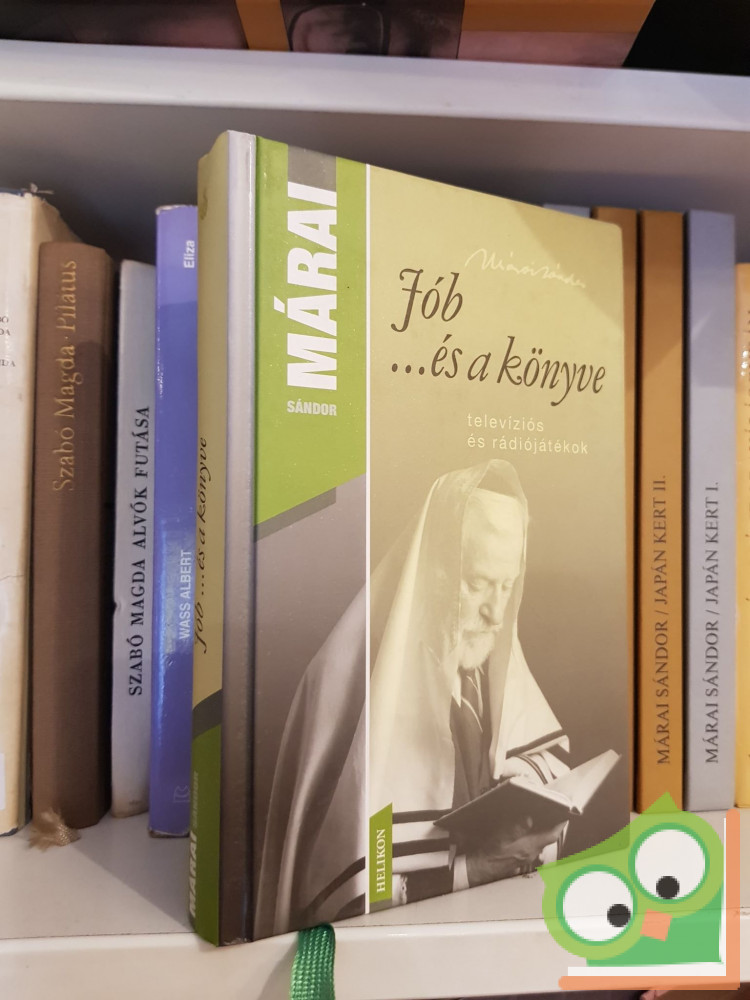 MÁRAI
SÁNDOR
Márai Sándor
Jób
...és a könyve
televíziós
és rádiójátékok
HELIKON
Jób ...és a könyve
MÁRAI
Szabó Magda · Pilatus
SZABÓ MAGDA ALVÓK FUTÁSA
Eliza
WASS ALBERT
MÁRAI SÁNDOR / JAPÁN KERT II.
MÁRAI SÁNDOR / JAPÁN KERT I.